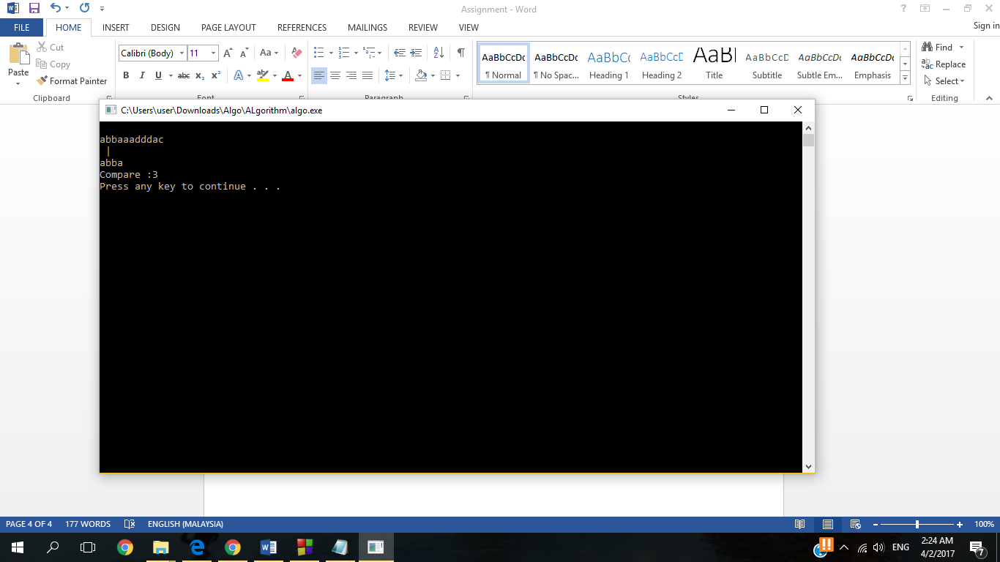 Assignment - Word
FILE HOME INSERT DESIGN PAGE LAYOUT REFERENCES MAILINGS REVIEW VIEW Sign in
Paste
Cut
Copy
Format Painter
Clipboard
Calibri (Body) 11
Font
Paragraph
AaBbCcDc AaBbCcDc AaBbCc AaBbCcD AaBl AaBbCcD AaBbCcDc AaBbCcDc
¶ Normal ¶ No Spac... Heading 1 Heading 2 Title Subtitle Subtle Em... Emphasis
Styles
Find
Replace
Select
Editing
C:\Users\user\Downloads\Algo\ALgorithm\algo.exe
abbaaadddac
|
abba
Compare :3
Press any key to continue . . .
PAGE 4 OF 4 177 WORDS ENGLISH (MALAYSIA) 100%
ENG
2:24 AM
4/2/2017
7